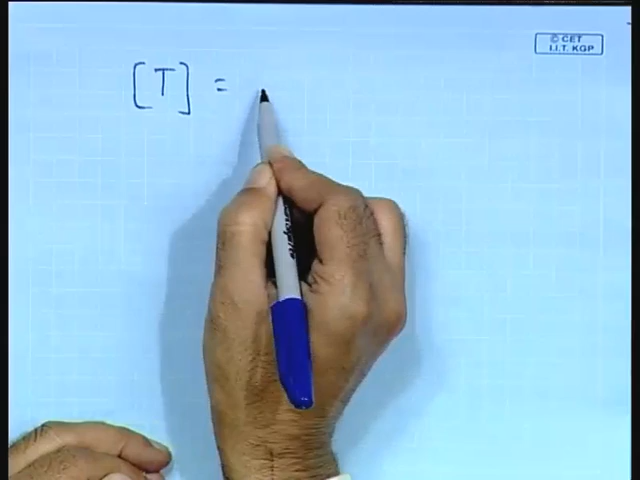 © CET
I.I.T. KGP
[T] =